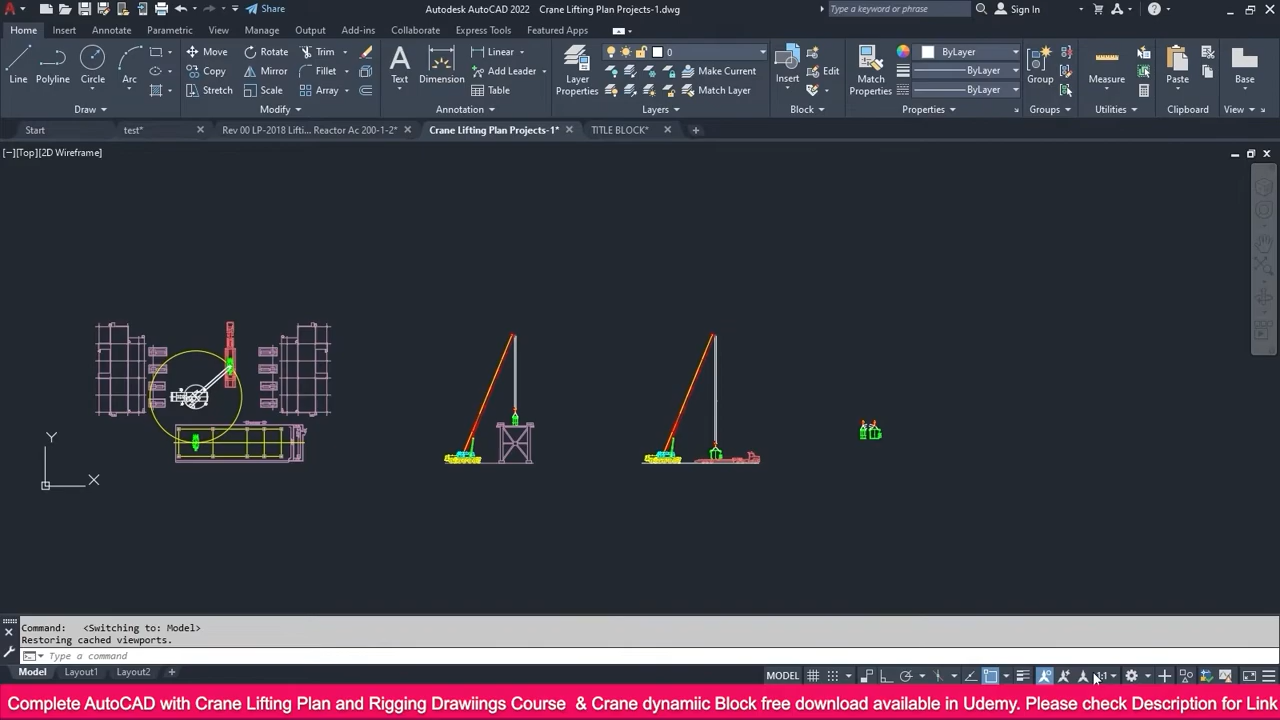 Autodesk AutoCAD 2022 Crane Lifting Plan Projects-1.dwg
Share
Type a keyword or phrase
Sign In
Home Insert Annotate Parametric View Manage Output Add-ins Collaborate Express Tools Featured Apps
Line Polyline Circle Arc
Move Rotate Trim
Copy Mirror Fillet
Stretch Scale Array
Text Dimension
Linear
Add Leader
Table
Layer Properties
0
Make Current
Match Layer
Insert
Edit
Match Properties
ByLayer
ByLayer
ByLayer
Group
Measure
Paste
Base
Draw Modify Annotation Layers Block Properties Groups Utilities Clipboard View
Start test* Rev 00 LP-2018 Lifti... Reactor Ac 200-1-2* Crane Lifting Plan Projects-1* TITLE BLOCK*
[−][Top][2D Wireframe]
Y
X
Command: <Switching to: Model>
Restoring cached viewports.
Type a command
Model Layout1 Layout2
MODEL
Complete AutoCAD with Crane Lifting Plan and Rigging Drawiings Course & Crane dynamiic Block free download available in Udemy. Please check Description for Link